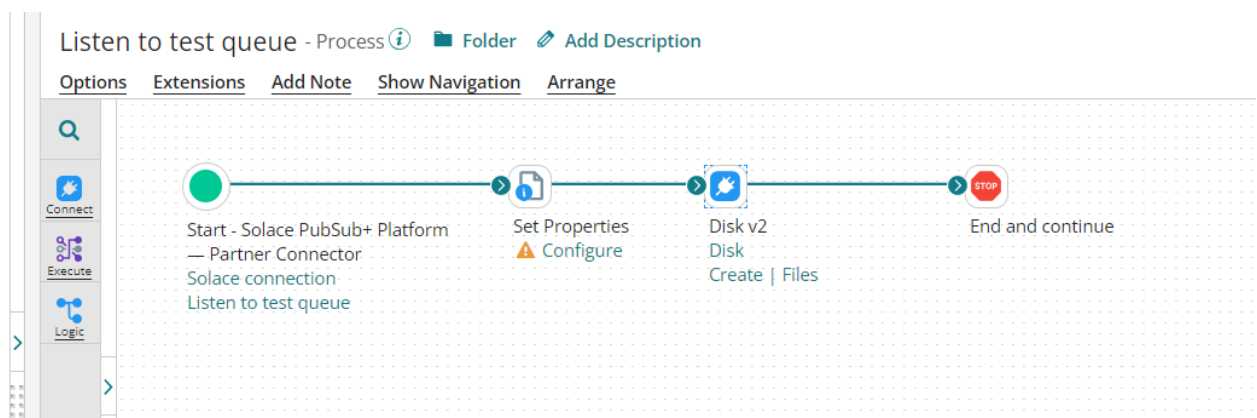 Listen to test queue - Process i Folder Add Description
Options Extensions Add Note Show Navigation Arrange
Connect
Execute
Logic
Start - Solace PubSub+ Platform
— Partner Connector
Solace connection
Listen to test queue
Set Properties
Configure
Disk v2
Disk
Create | Files
STOP
End and continue